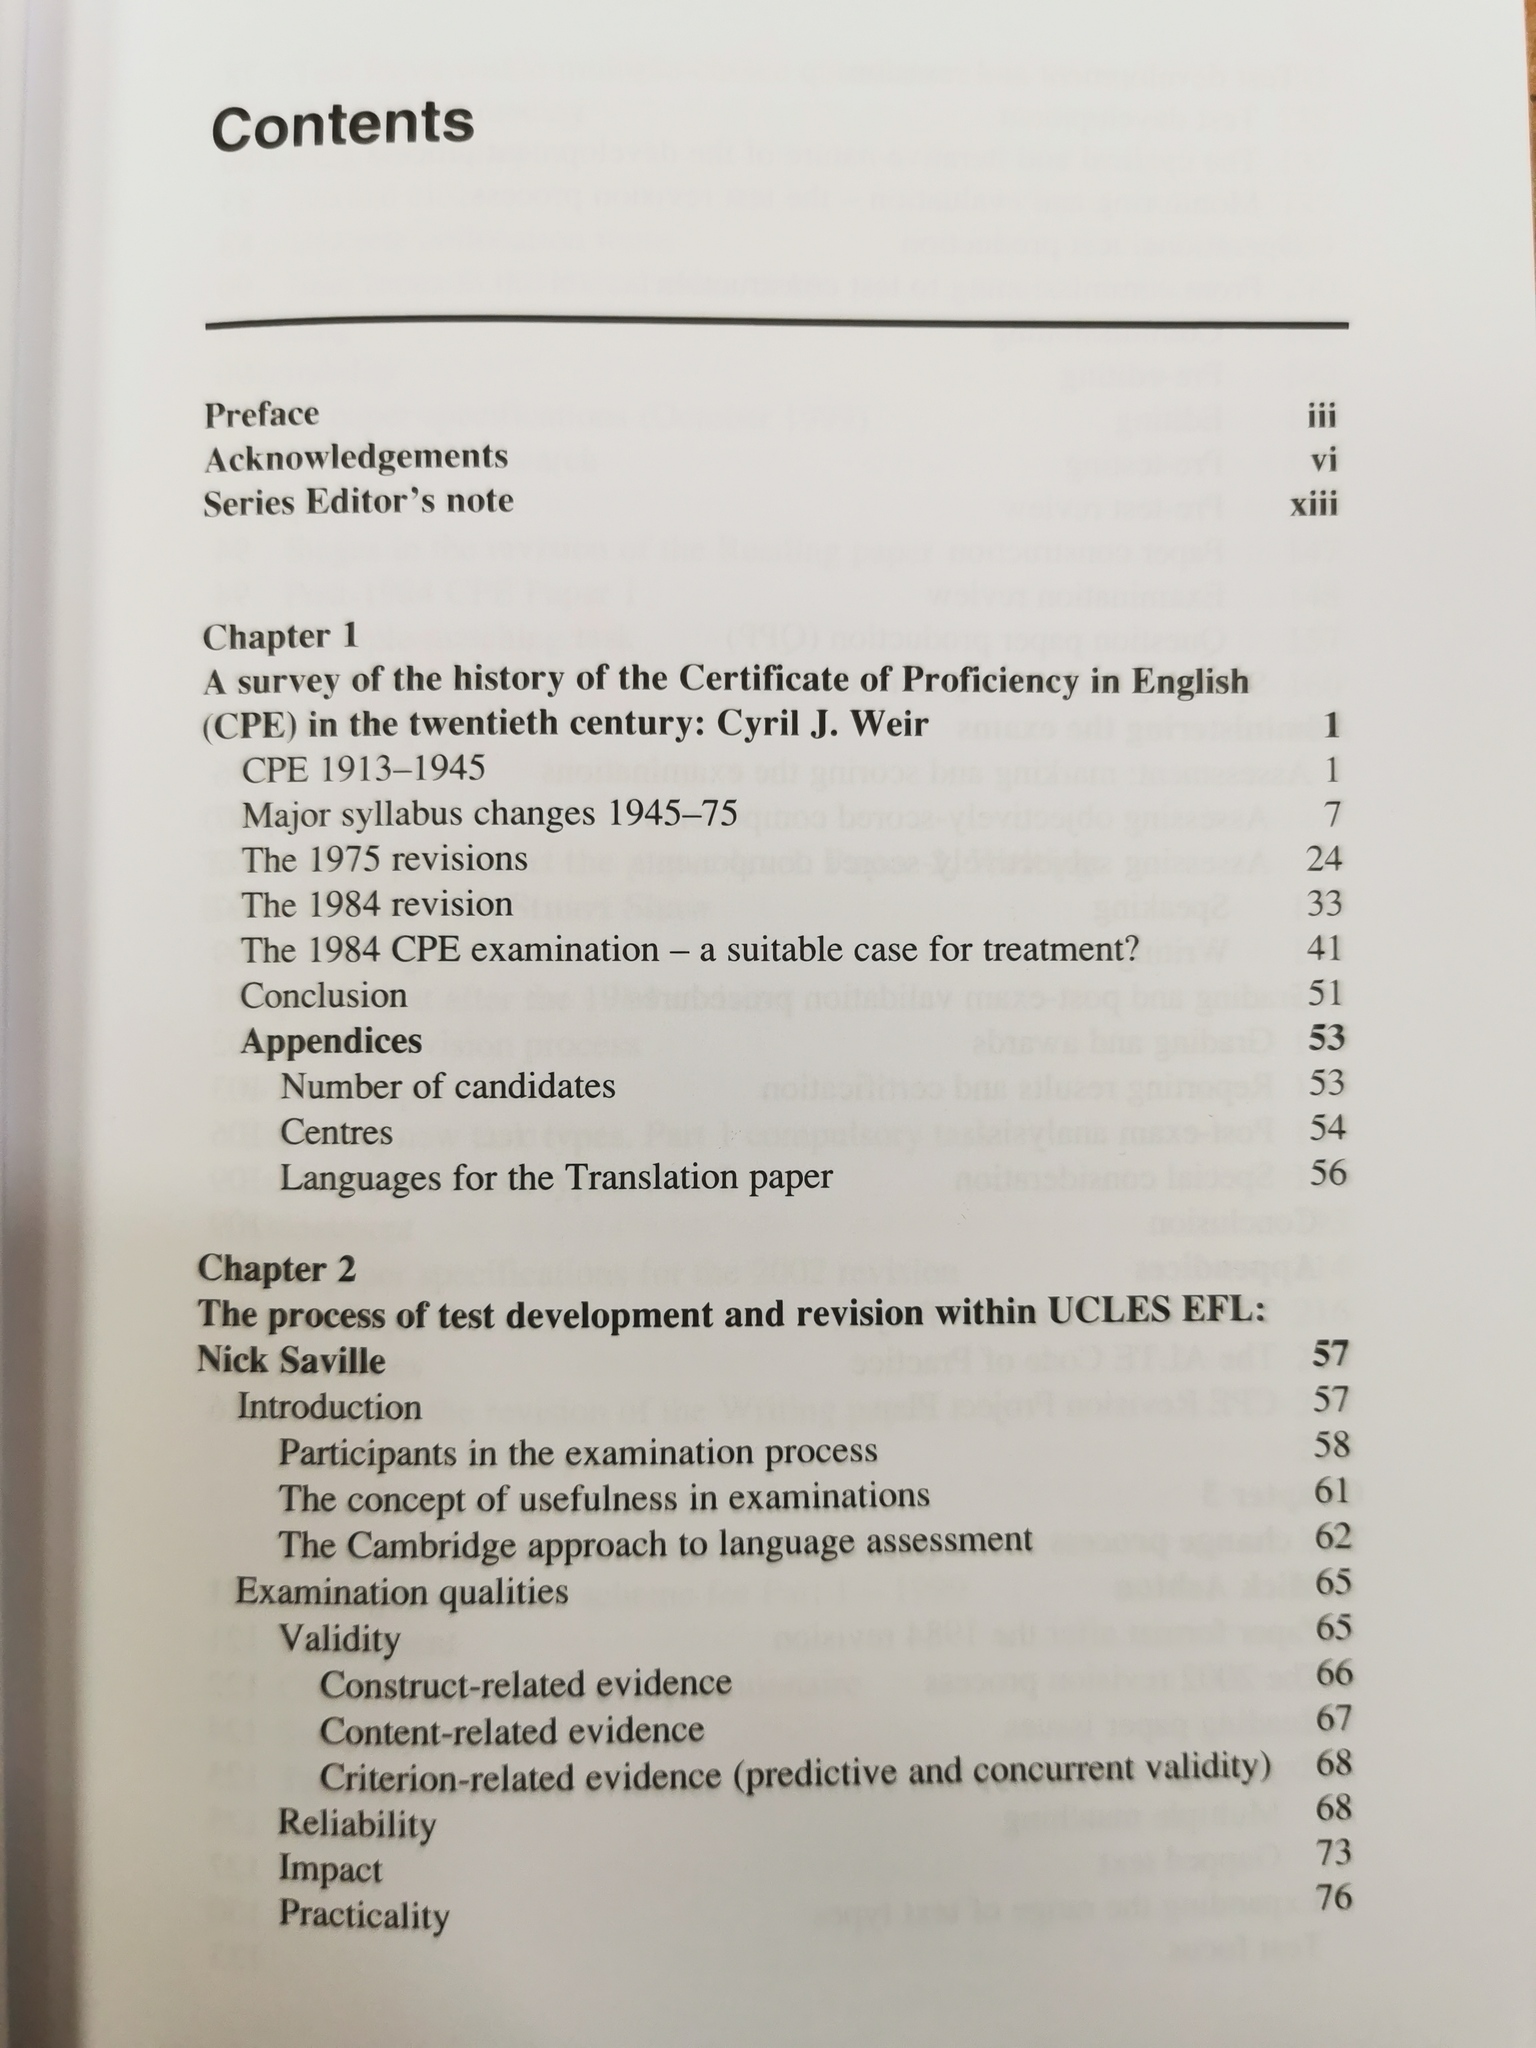 Contents
Preface iii
Acknowledgements vi
Series Editor’s note xiii
Chapter 1
A survey of the history of the Certificate of Proficiency in English
(CPE) in the twentieth century: Cyril J. Weir 1
CPE 1913–1945 1
Major syllabus changes 1945–75 7
The 1975 revisions 24
The 1984 revision 33
The 1984 CPE examination – a suitable case for treatment? 41
Conclusion 51
Appendices 53
Number of candidates 53
Centres 54
Languages for the Translation paper 56
Chapter 2
The process of test development and revision within UCLES EFL:
Nick Saville 57
Introduction 57
Participants in the examination process 58
The concept of usefulness in examinations 61
The Cambridge approach to language assessment 62
Examination qualities 65
Validity 65
Construct-related evidence 66
Content-related evidence 67
Criterion-related evidence (predictive and concurrent validity) 68
Reliability 68
Impact 73
Practicality 76